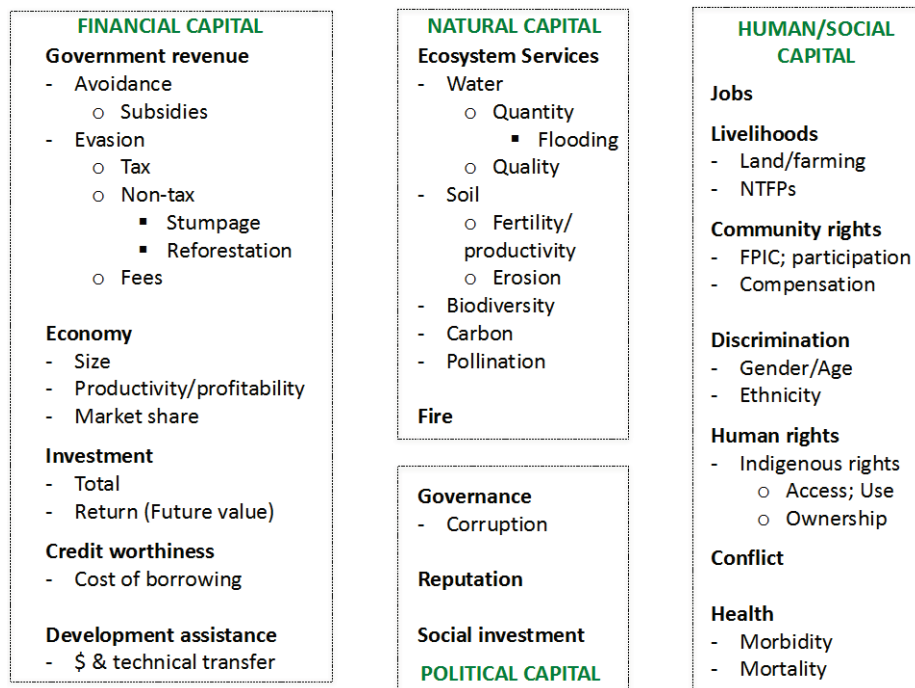 FINANCIAL CAPITAL
Government revenue
- Avoidance
o Subsidies
- Evasion
o Tax
o Non-tax
▪ Stumpage
▪ Reforestation
o Fees
Economy
- Size
- Productivity/profitability
- Market share
Investment
- Total
- Return (Future value)
Credit worthiness
- Cost of borrowing
Development assistance
- $ & technical transfer
NATURAL CAPITAL
Ecosystem Services
- Water
o Quantity
▪ Flooding
o Quality
- Soil
o Fertility/
productivity
o Erosion
- Biodiversity
- Carbon
- Pollination
Fire
Governance
- Corruption
Reputation
Social investment
POLITICAL CAPITAL
HUMAN/SOCIAL
CAPITAL
Jobs
Livelihoods
- Land/farming
- NTFPs
Community rights
- FPIC; participation
- Compensation
Discrimination
- Gender/Age
- Ethnicity
Human rights
- Indigenous rights
o Access; Use
o Ownership
Conflict
Health
- Morbidity
- Mortality